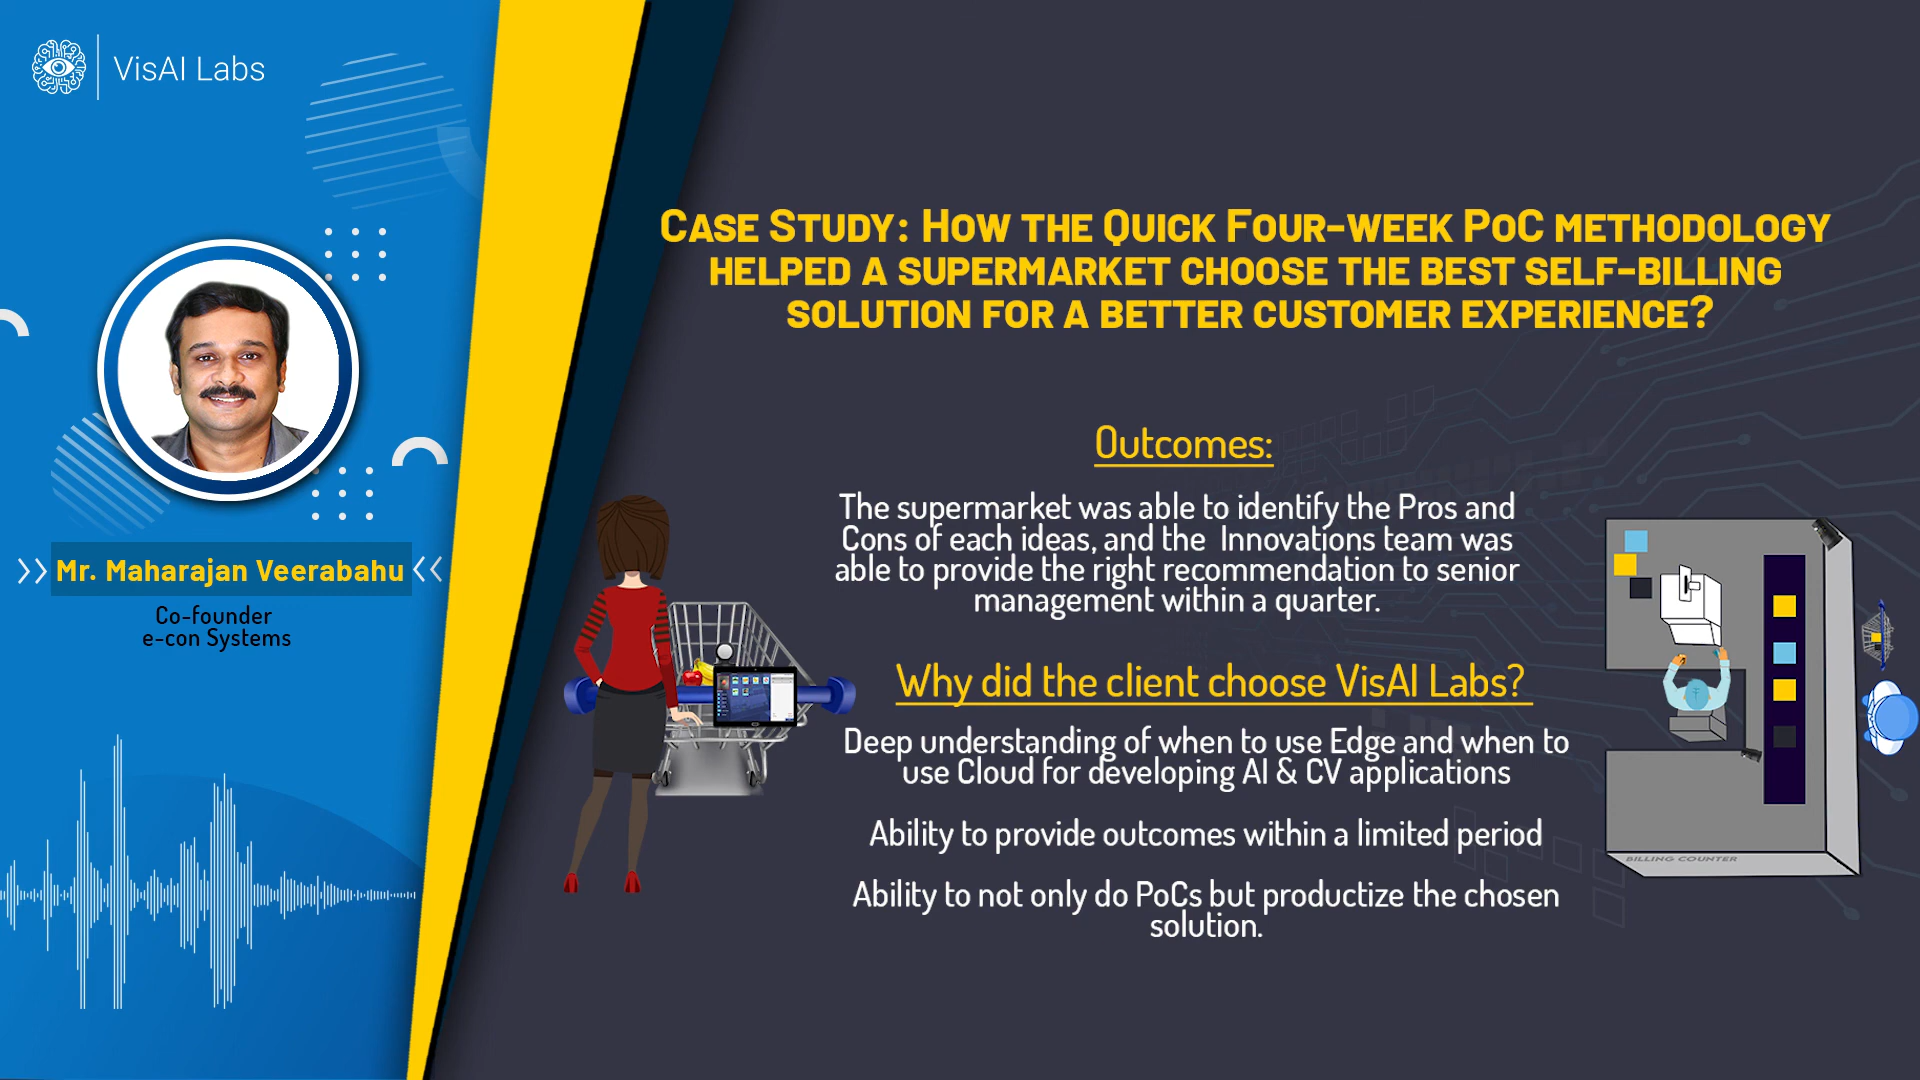 VisAI Labs
Case Study: How the Quick Four-week PoC methodology
helped a supermarket choose the best self-billing
solution for a better customer experience?
Outcomes:
The supermarket was able to identify the Pros and
Cons of each ideas, and the Innovations team was
able to provide the right recommendation to senior
management within a quarter.
Why did the client choose VisAI Labs?
Deep understanding of when to use Edge and when to
use Cloud for developing AI & CV applications
Ability to provide outcomes within a limited period
Ability to not only do PoCs but productize the chosen
solution.
Mr. Maharajan Veerabahu
Co-founder
e-con Systems
BILLING COUNTER